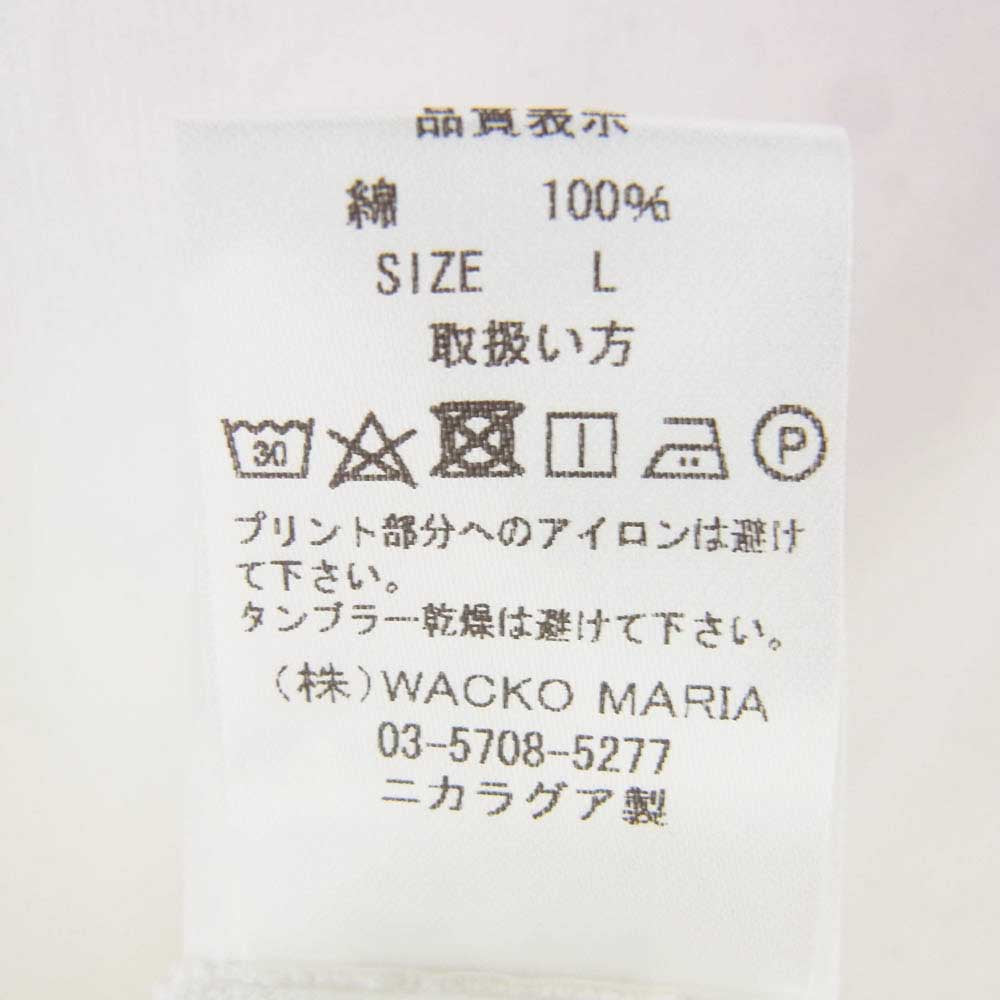 品質表示
綿 100%
SIZE L
取扱い方
30 P
プリント部分へのアイロンは避け
て下さい。
タンブラー乾燥は避けて下さい。
(株)WACKO MARIA
03-5708-5277
ニカラグア製